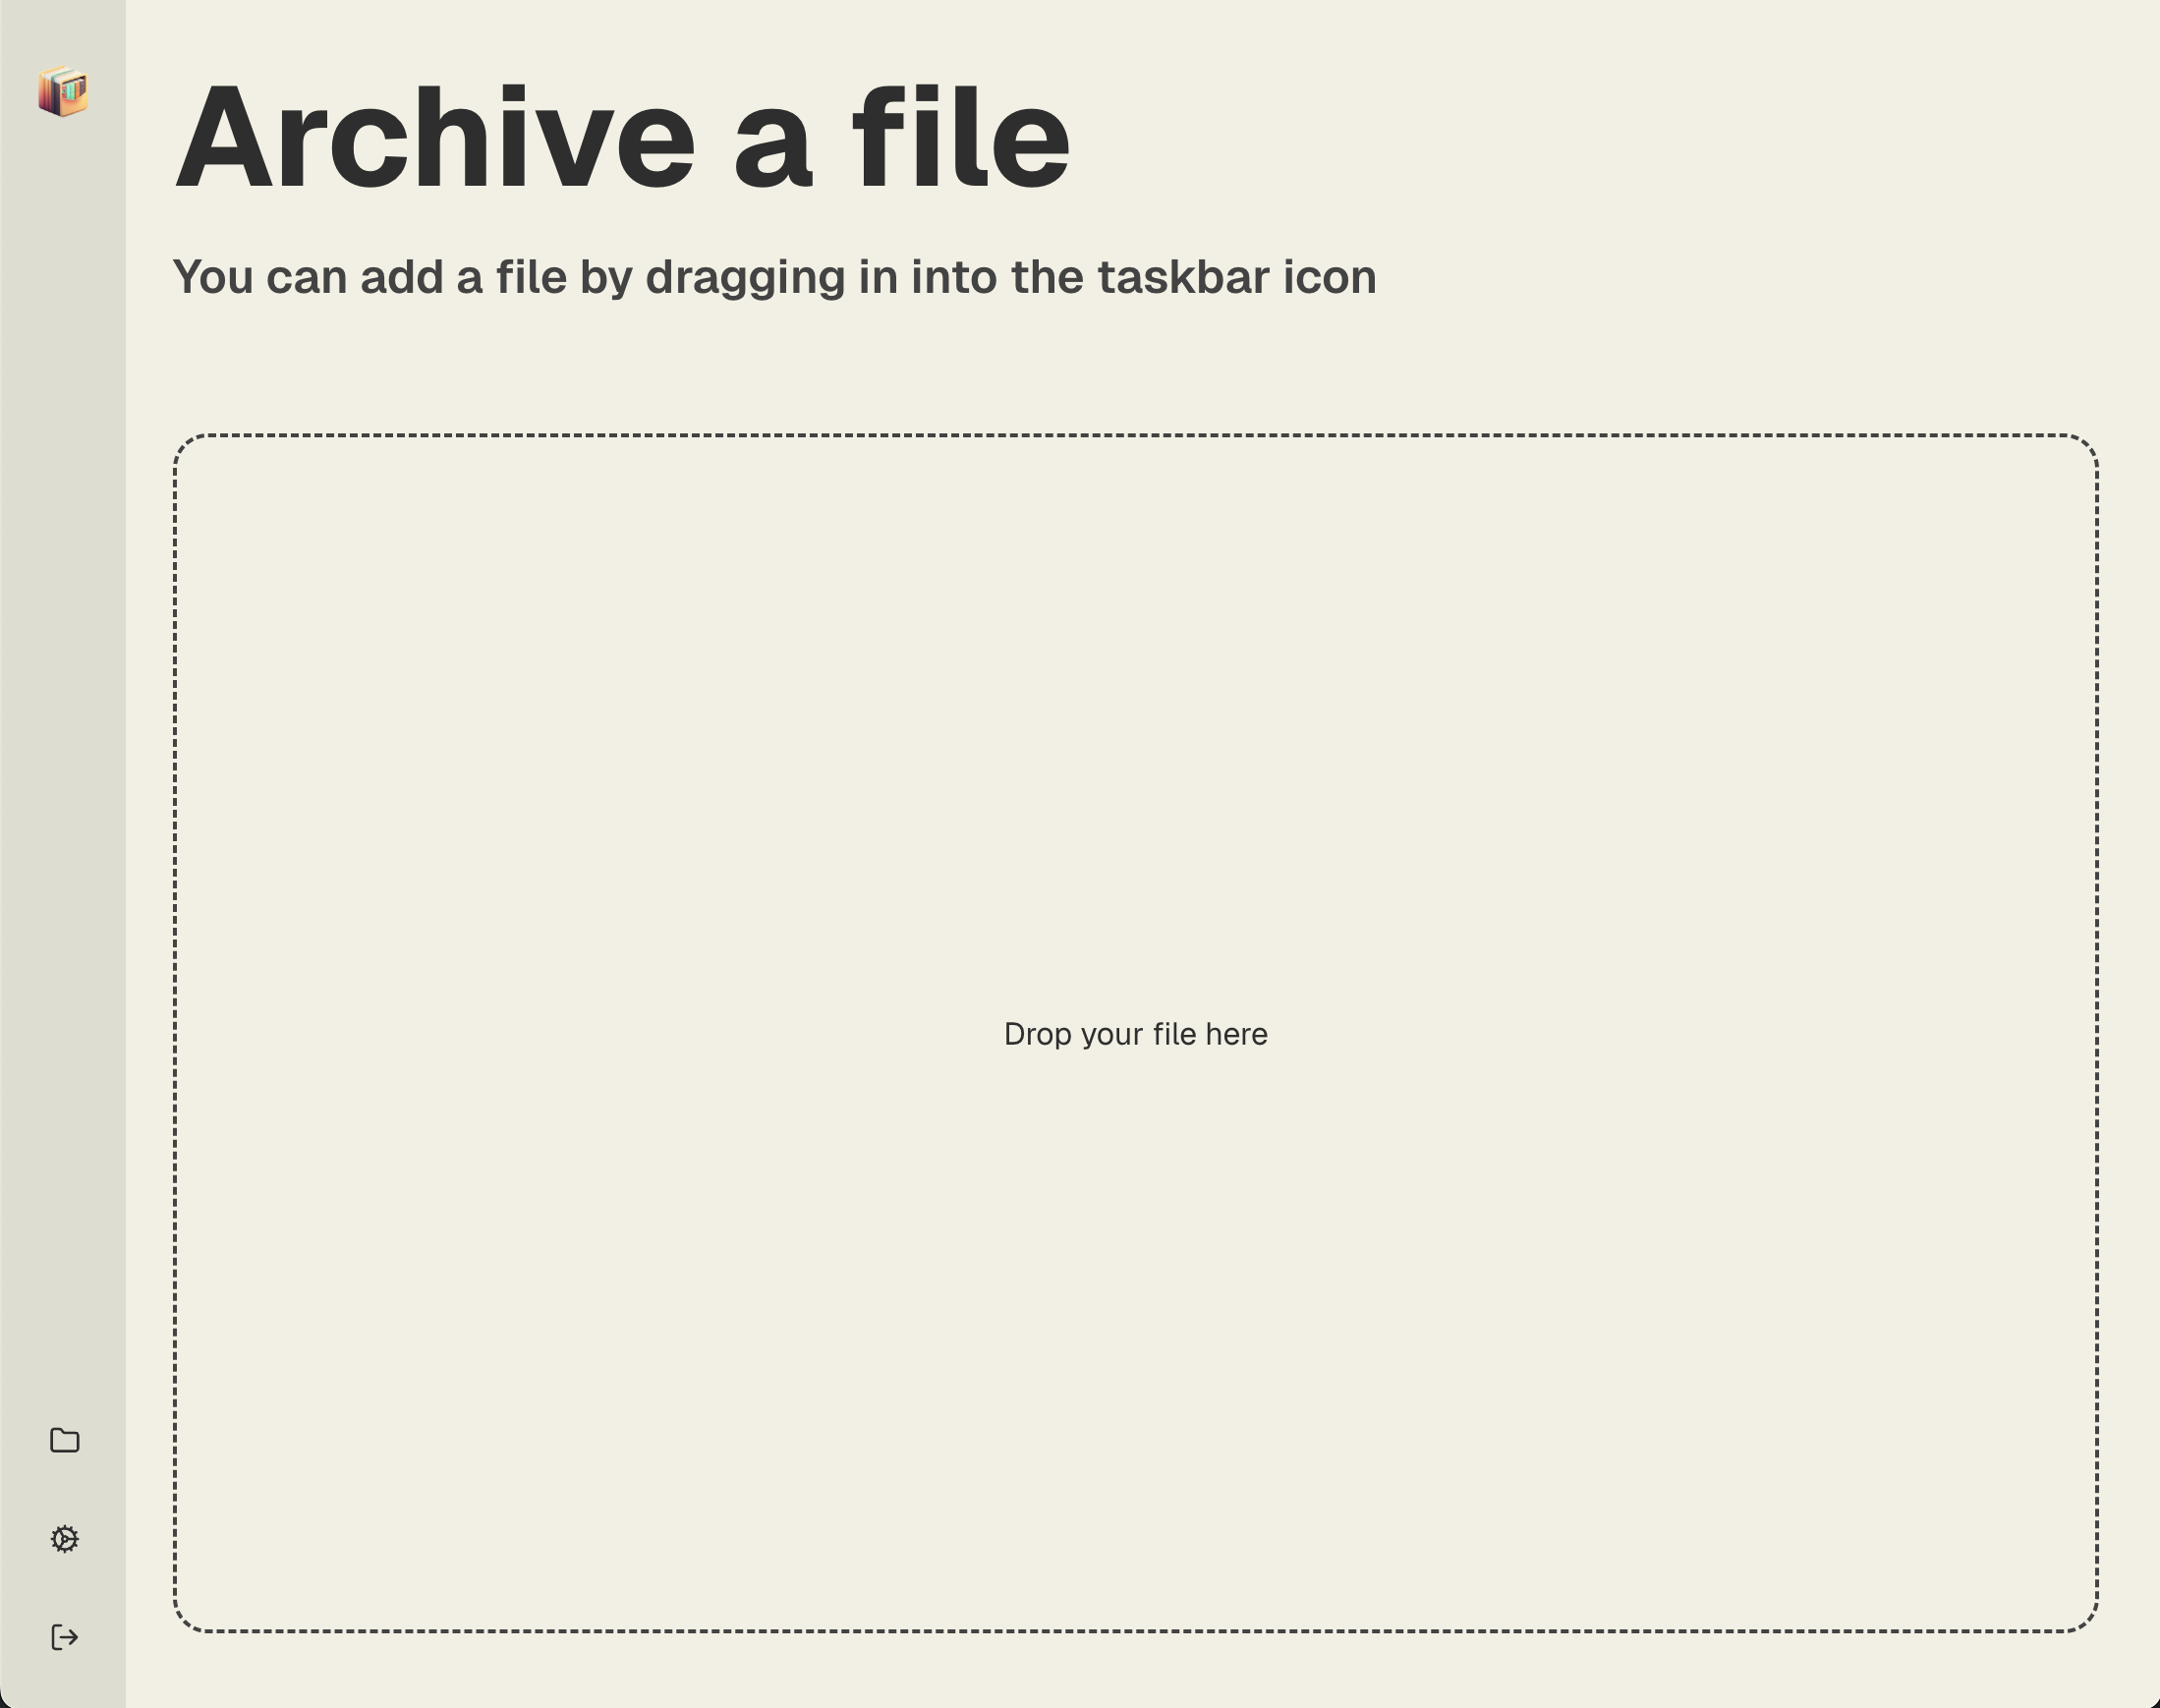 Archive a file
You can add a file by dragging in into the taskbar icon
Drop your file here